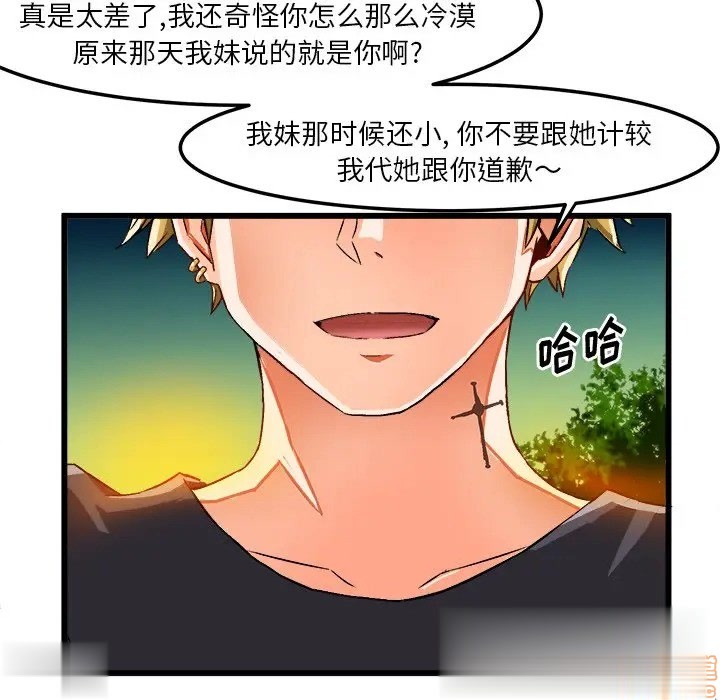 真是太差了,我还奇怪你怎么那么冷漠
原来那天我妹说的就是你啊?
我妹那时候还小, 你不要跟她计较
我代她跟你道歉～
哈哈